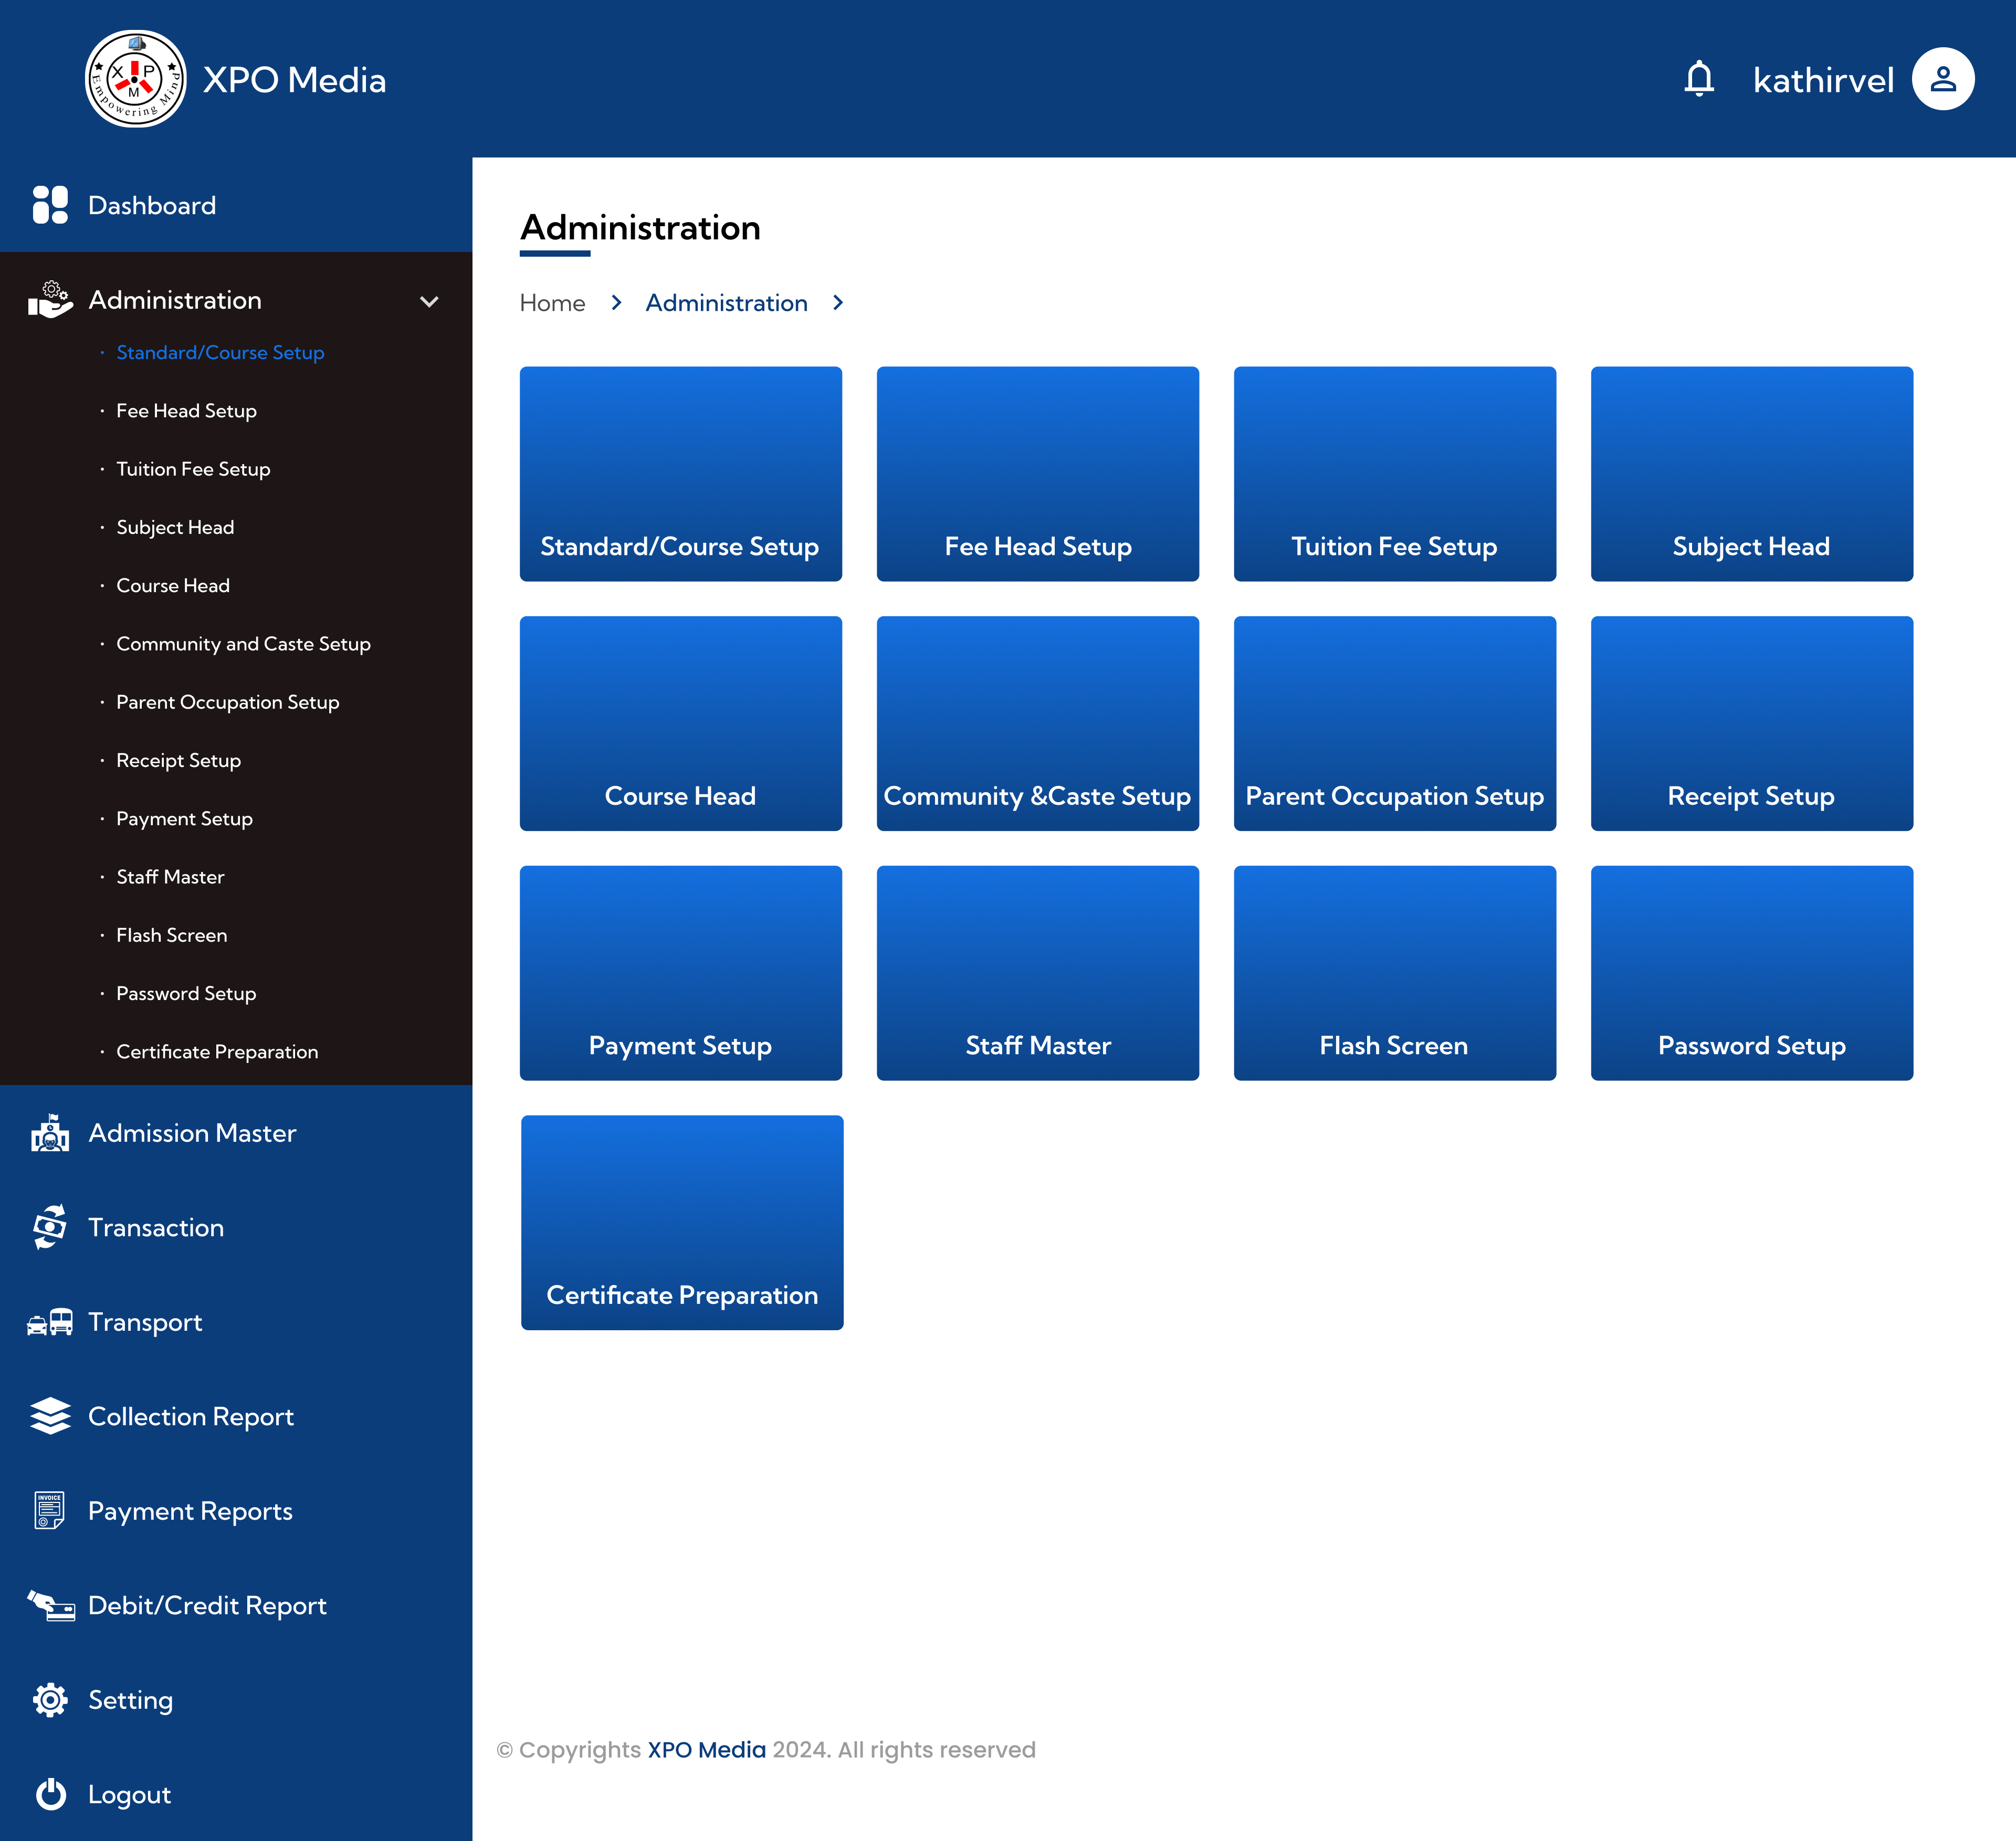 X P
M
Empowering Mind
XPO Media
kathirvel
Dashboard
Administration
· Standard/Course Setup
· Fee Head Setup
· Tuition Fee Setup
· Subject Head
· Course Head
· Community and Caste Setup
· Parent Occupation Setup
· Receipt Setup
· Payment Setup
· Staff Master
· Flash Screen
· Password Setup
· Certificate Preparation
Admission Master
Transaction
Transport
Collection Report
INVOICE
Payment Reports
Debit/Credit Report
Setting
Logout
Administration
Home > Administration >
Standard/Course Setup
Fee Head Setup
Tuition Fee Setup
Subject Head
Course Head
Community &Caste Setup
Parent Occupation Setup
Receipt Setup
Payment Setup
Staff Master
Flash Screen
Password Setup
Certificate Preparation
© Copyrights XPO Media 2024. All rights reserved